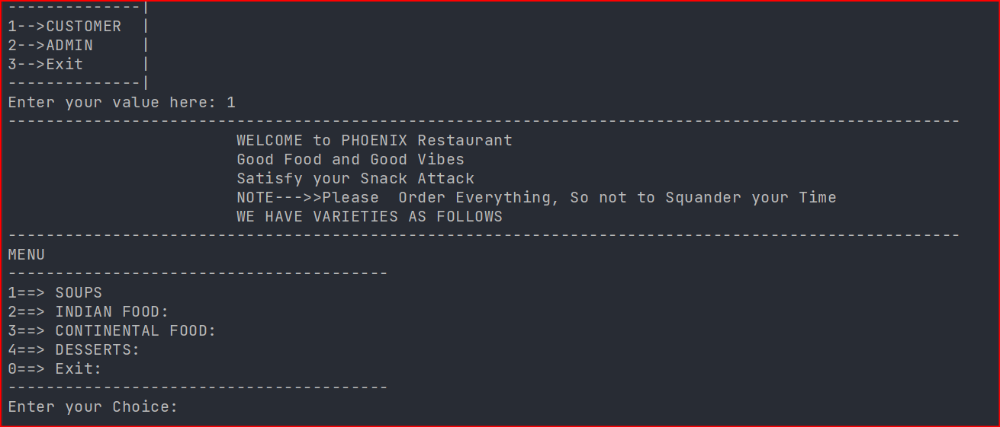 --------------|
1-->CUSTOMER  |
2-->ADMIN     |
3-->Exit      |
--------------|
Enter your value here: 1
----------------------------------------------------------------------------------------------------
                        WELCOME to PHOENIX Restaurant
                        Good Food and Good Vibes
                        Satisfy your Snack Attack
                        NOTE--->>Please  Order Everything, So not to Squander your Time
                        WE HAVE VARIETIES AS FOLLOWS
----------------------------------------------------------------------------------------------------
MENU
----------------------------------------
1==> SOUPS
2==> INDIAN FOOD:
3==> CONTINENTAL FOOD:
4==> DESSERTS:
0==> Exit:
----------------------------------------
Enter your Choice: